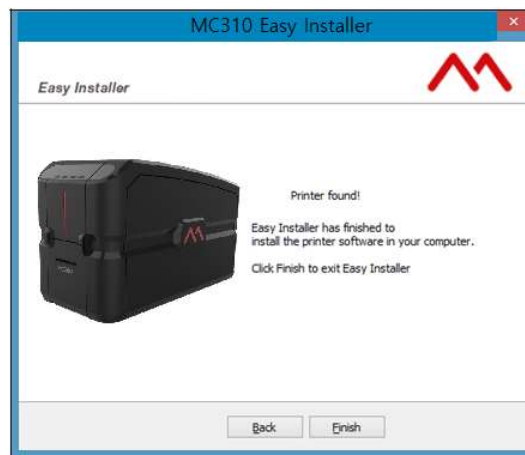 MC310 Easy Installer
Easy Installer
Printer found!
Easy Installer has finished to
install the printer software in your computer.
Click Finish to exit Easy Installer
Back
Finish